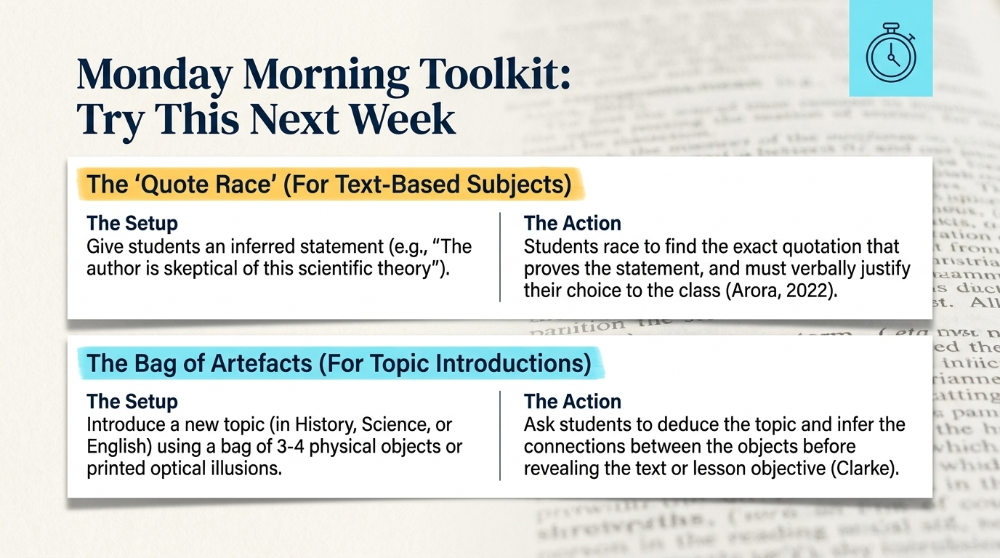 Monday Morning Toolkit:
Try This Next Week
The ‘Quote Race’ (For Text-Based Subjects)
The Setup
Give students an inferred statement (e.g., “The
author is skeptical of this scientific theory”).
The Action
Students race to find the exact quotation that
proves the statement, and must verbally justify
their choice to the class (Arora, 2022).
The Bag of Artefacts (For Topic Introductions)
The Setup
Introduce a new topic (in History, Science, or
English) using a bag of 3-4 physical objects or
printed optical illusions.
The Action
Ask students to deduce the topic and infer the
connections between the objects before
revealing the text or lesson objective (Clarke).